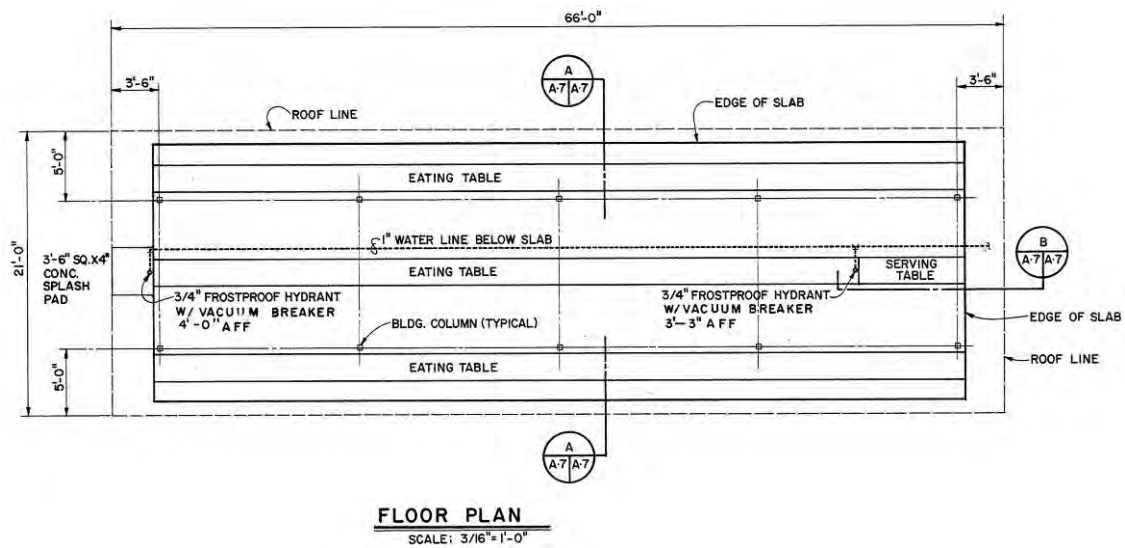 66'-0"
3'-6"
A
A-7 A-7
3'-6"
ROOF LINE
EDGE OF SLAB
5'-0"
EATING TABLE
21'-0"
1" WATER LINE BELOW SLAB
B
A-7 A-7
3'-6" SQ.X4"
CONC.
SPLASH
PAD
EATING TABLE
SERVING
TABLE
3/4" FROSTPROOF HYDRANT
W/ VACUUM BREAKER
4'-0" AFF
3/4" FROSTPROOF HYDRANT
W/VACUUM BREAKER
3'-3" AFF
BLDG. COLUMN (TYPICAL)
EDGE OF SLAB
ROOF LINE
5'-0"
EATING TABLE
A
A-7 A-7
FLOOR PLAN
SCALE: 3/16"=1'-0"